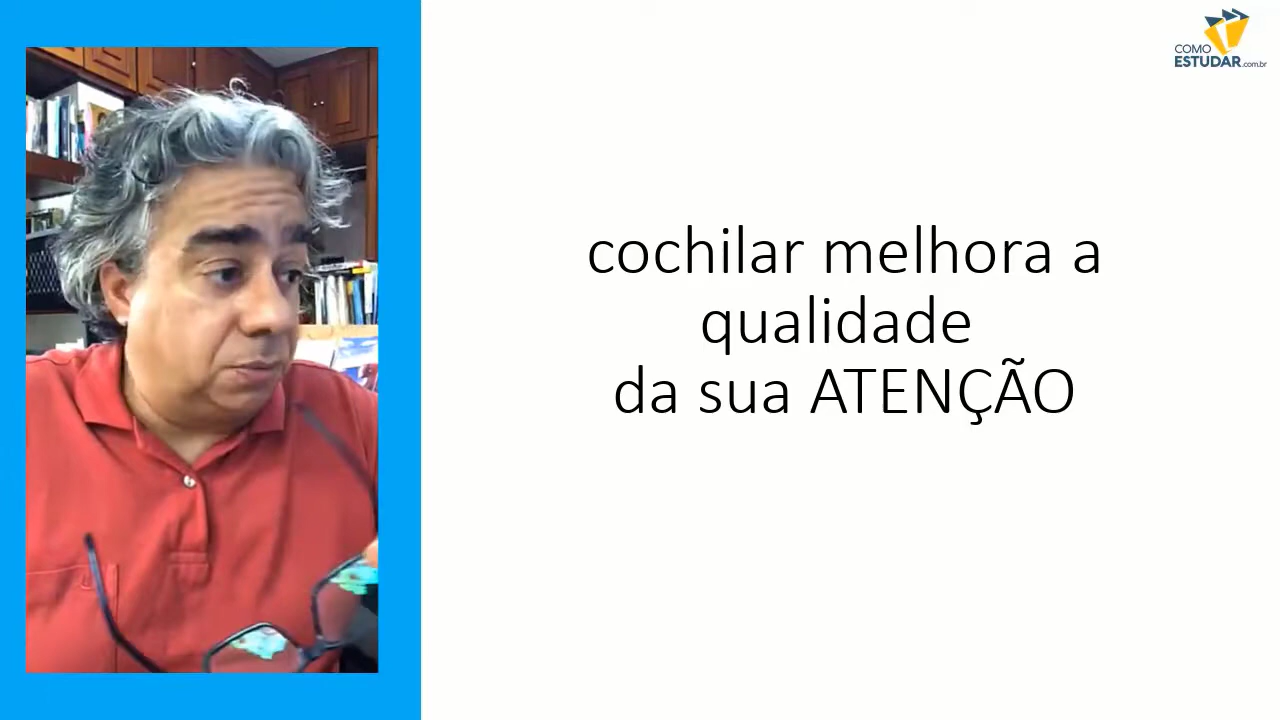 COMO
ESTUDAR.com.br
cochilar melhora a
qualidade
da sua ATENÇÃO